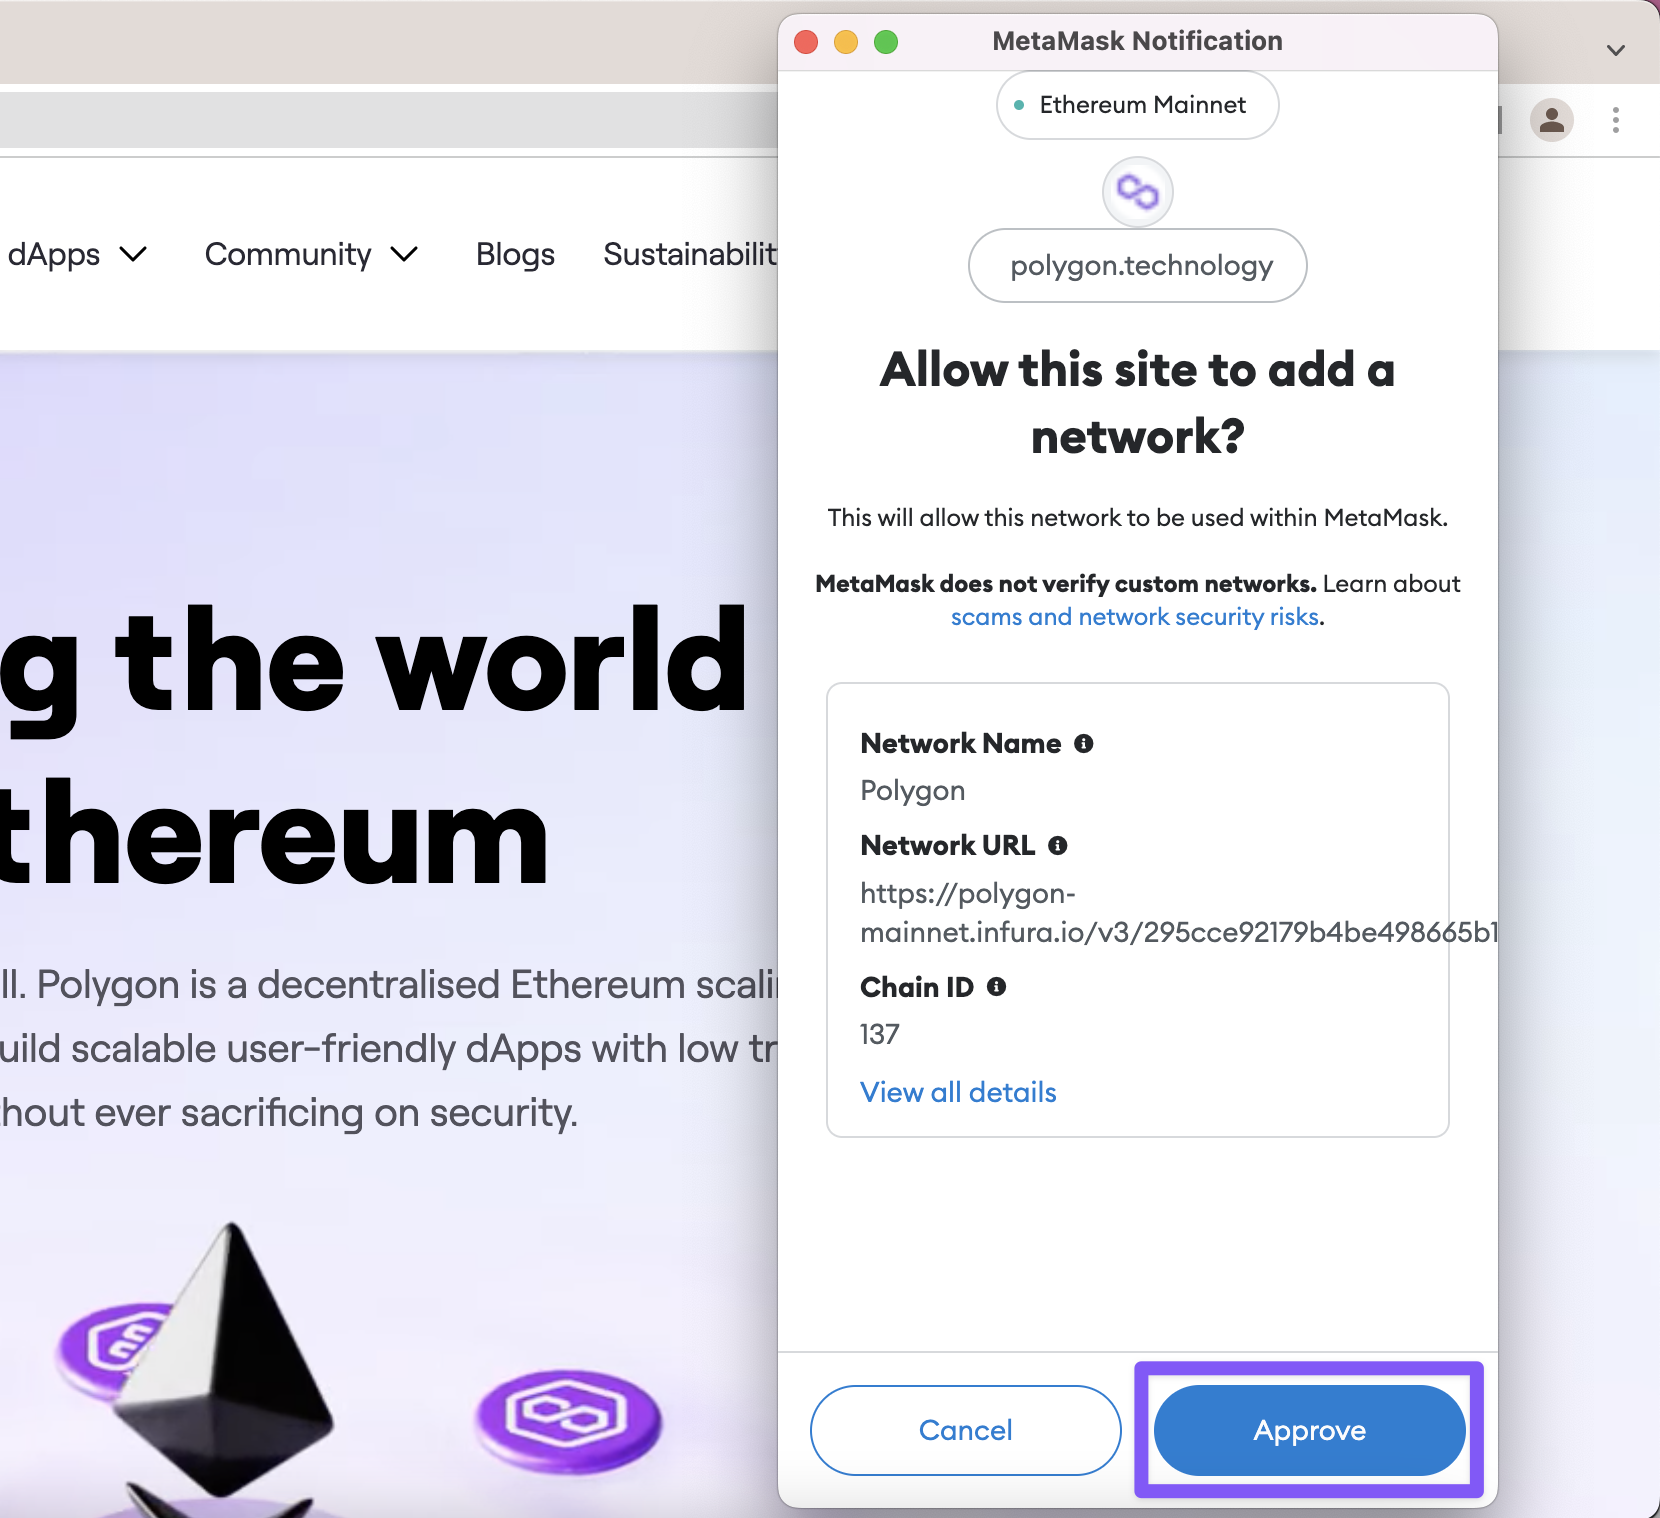 MetaMask Notification
Ethereum Mainnet
polygon.technology
dApps Community Blogs Sustainabilit
Allow this site to add a
network?
This will allow this network to be used within MetaMask.
MetaMask does not verify custom networks. Learn about
scams and network security risks.
g the world
thereum
Network Name
Polygon
Network URL
https://polygon-
mainnet.infura.io/v3/295cce92179b4be498665b1
Chain ID
137
View all details
ll. Polygon is a decentralised Ethereum scali
uild scalable user-friendly dApps with low tr
hout ever sacrificing on security.
Cancel
Approve